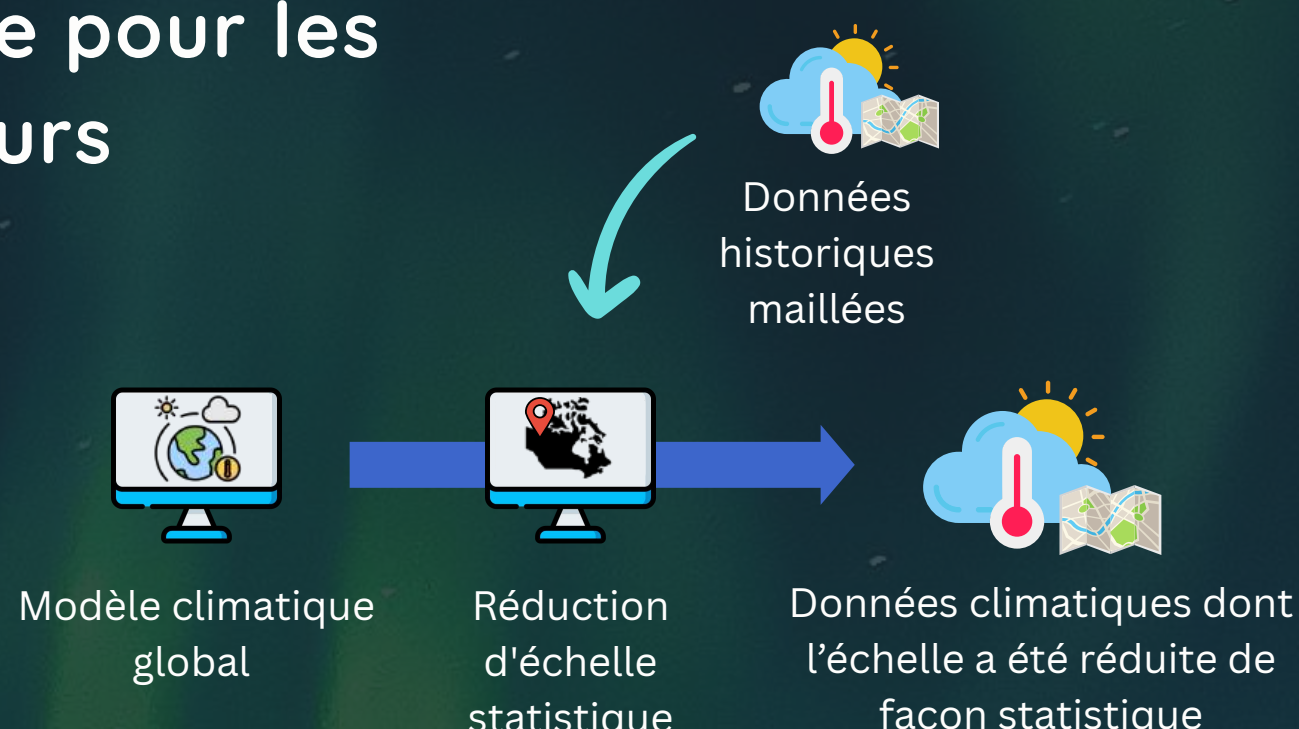 e pour les
urs
Données
historiques
maillées
Modèle climatique
global
Réduction
d'échelle
statistique
Données climatiques dont
l’échelle a été réduite de
façon statistique